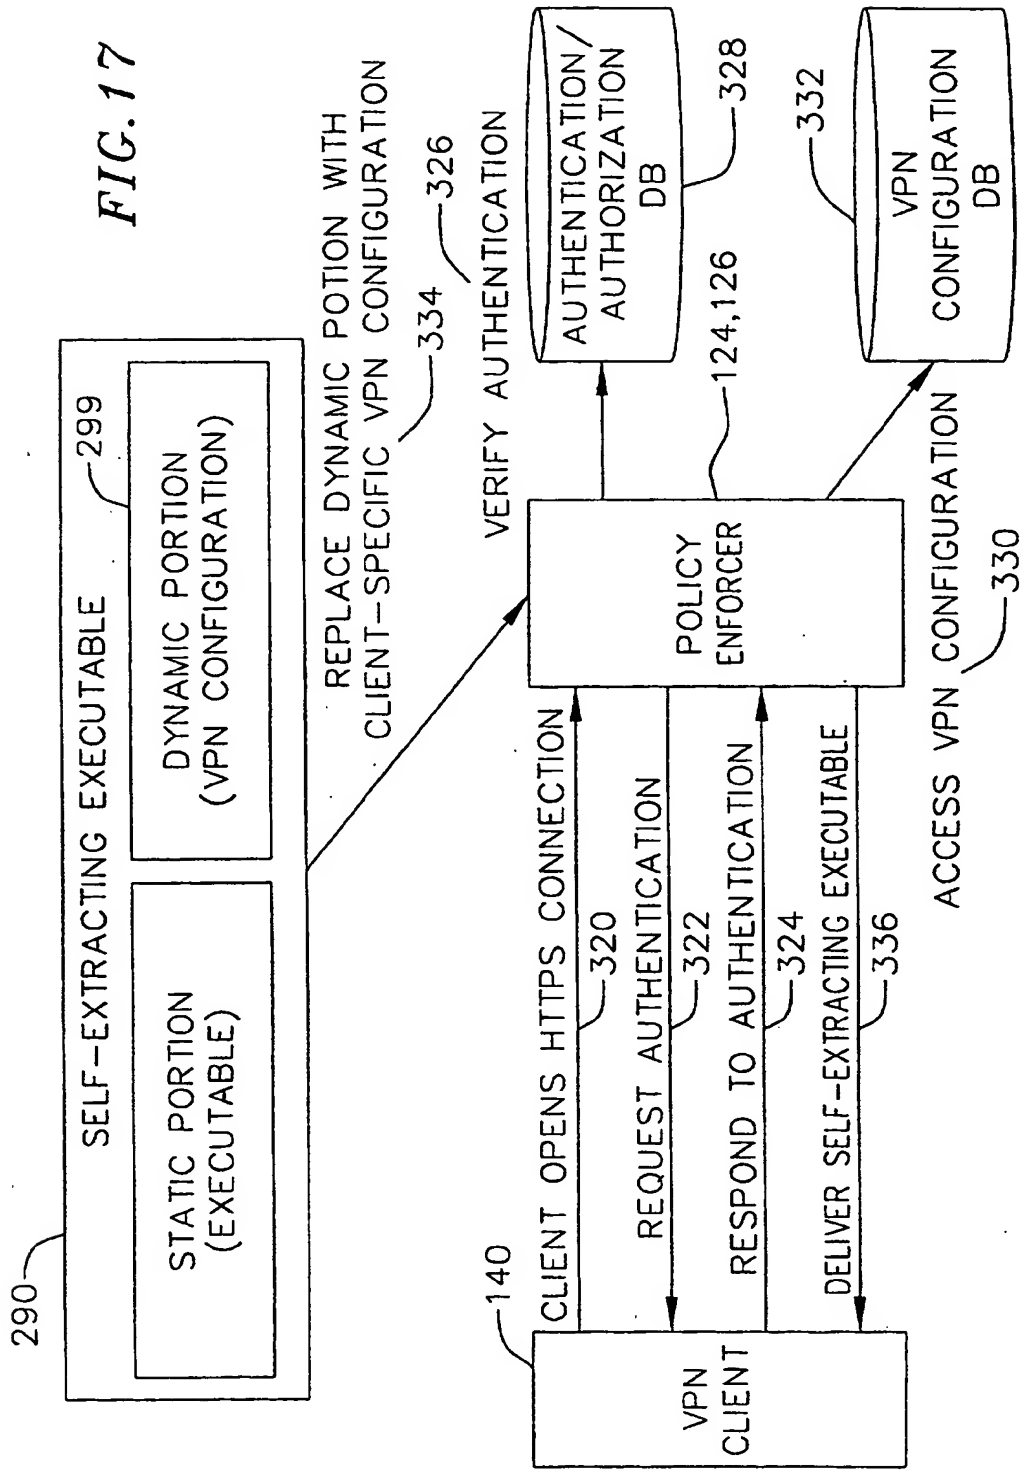 FIG. 17
290
SELF-EXTRACTING EXECUTABLE
STATIC PORTION
(EXECUTABLE)
299
DYNAMIC PORTION
(VPN CONFIGURATION)
REPLACE DYNAMIC POTION WITH
CLIENT-SPECIFIC VPN CONFIGURATION
334
326
VERIFY AUTHENTICATION
140
VPN
CLIENT
CLIENT OPENS HTTPS CONNECTION
320
REQUEST AUTHENTICATION
322
RESPOND TO AUTHENTICATION
324
DELIVER SELF-EXTRACTING EXECUTABLE
336
POLICY
ENFORCER
124,126
AUTHENTICATION/
AUTHORIZATION
DB
328
332
VPN
CONFIGURATION
DB
ACCESS VPN CONFIGURATION
330